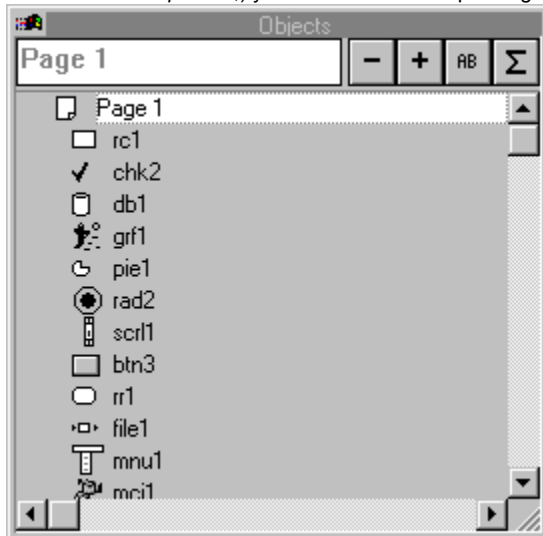 Objects
Page 1
− + AB Σ
Page 1
rc1
chk2
db1
grf1
pie1
rad2
scrl1
btn3
rr1
file1
mnu1
mci1